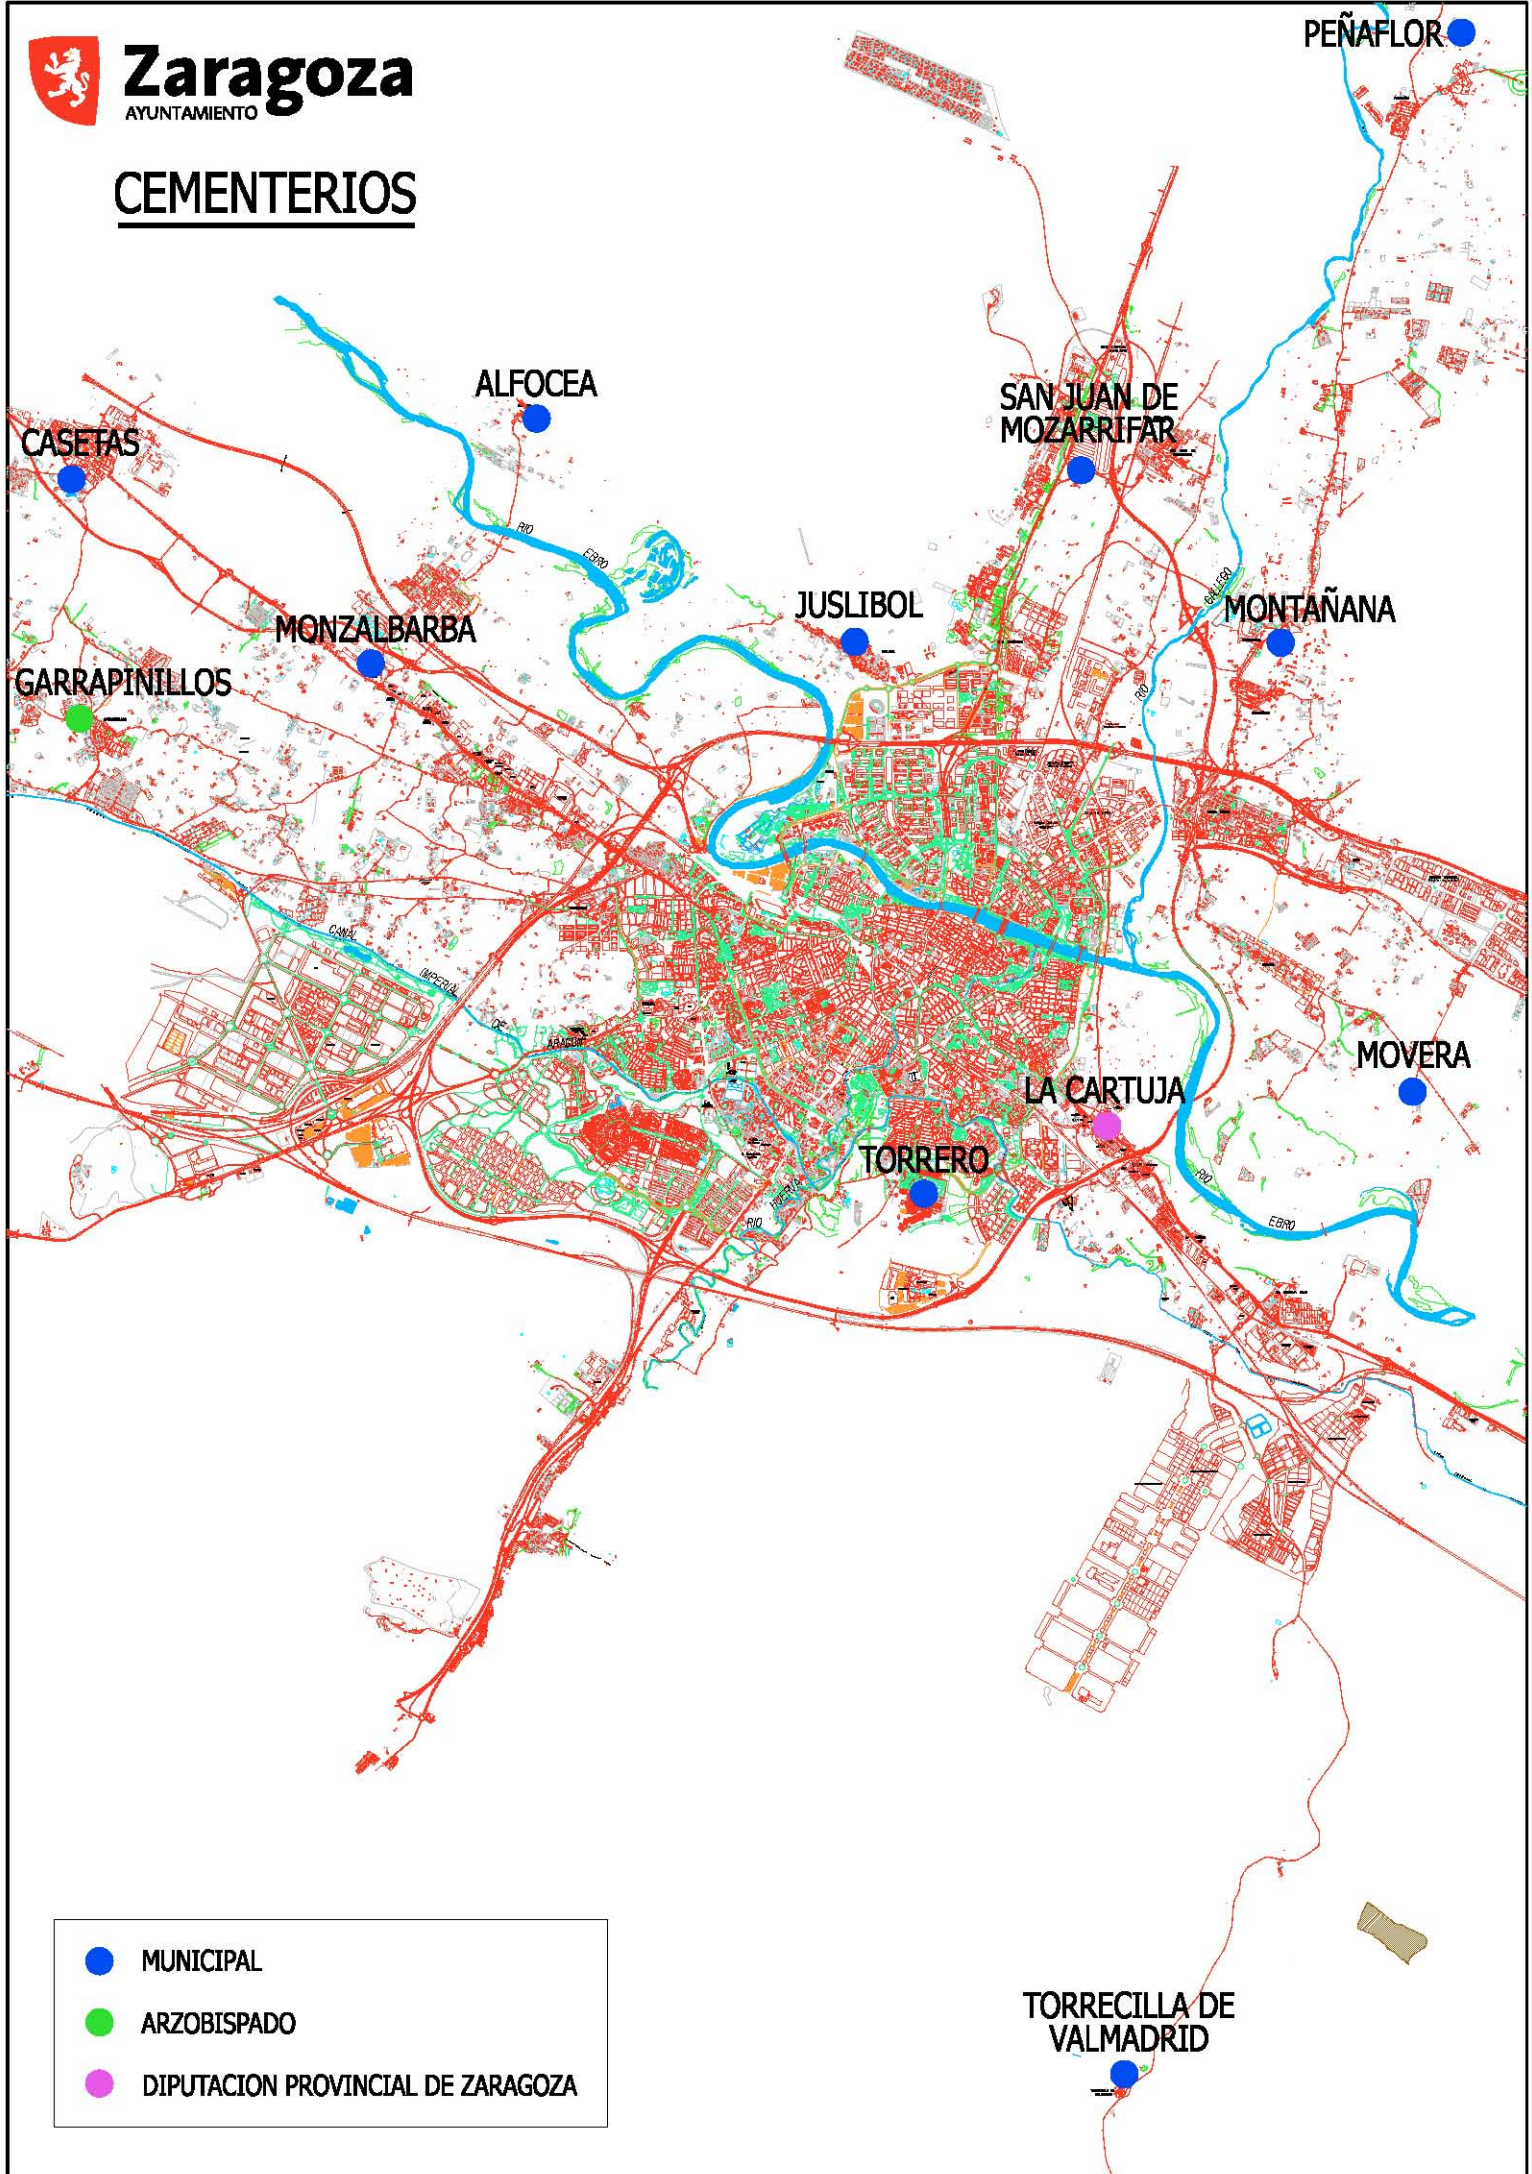 Zaragoza
AYUNTAMIENTO
CEMENTERIOS
PEÑAFLOR
ALFOCEA
SAN JUAN DE
MOZARRIFAR
CASETAS
RIO
EBRO
GALLEGO
JUSLIBOL
MONTAÑANA
MONZALBARBA
GARRAPINILLOS
RIO
CANAL
IMPERIAL
DE
ARAGON
MOVERA
LA CARTUJA
TORRERO
RIO
HUERVA
RIO
EBRO
TORRECILLA DE
VALMADRID
MUNICIPAL
ARZOBISPADO
DIPUTACION PROVINCIAL DE ZARAGOZA